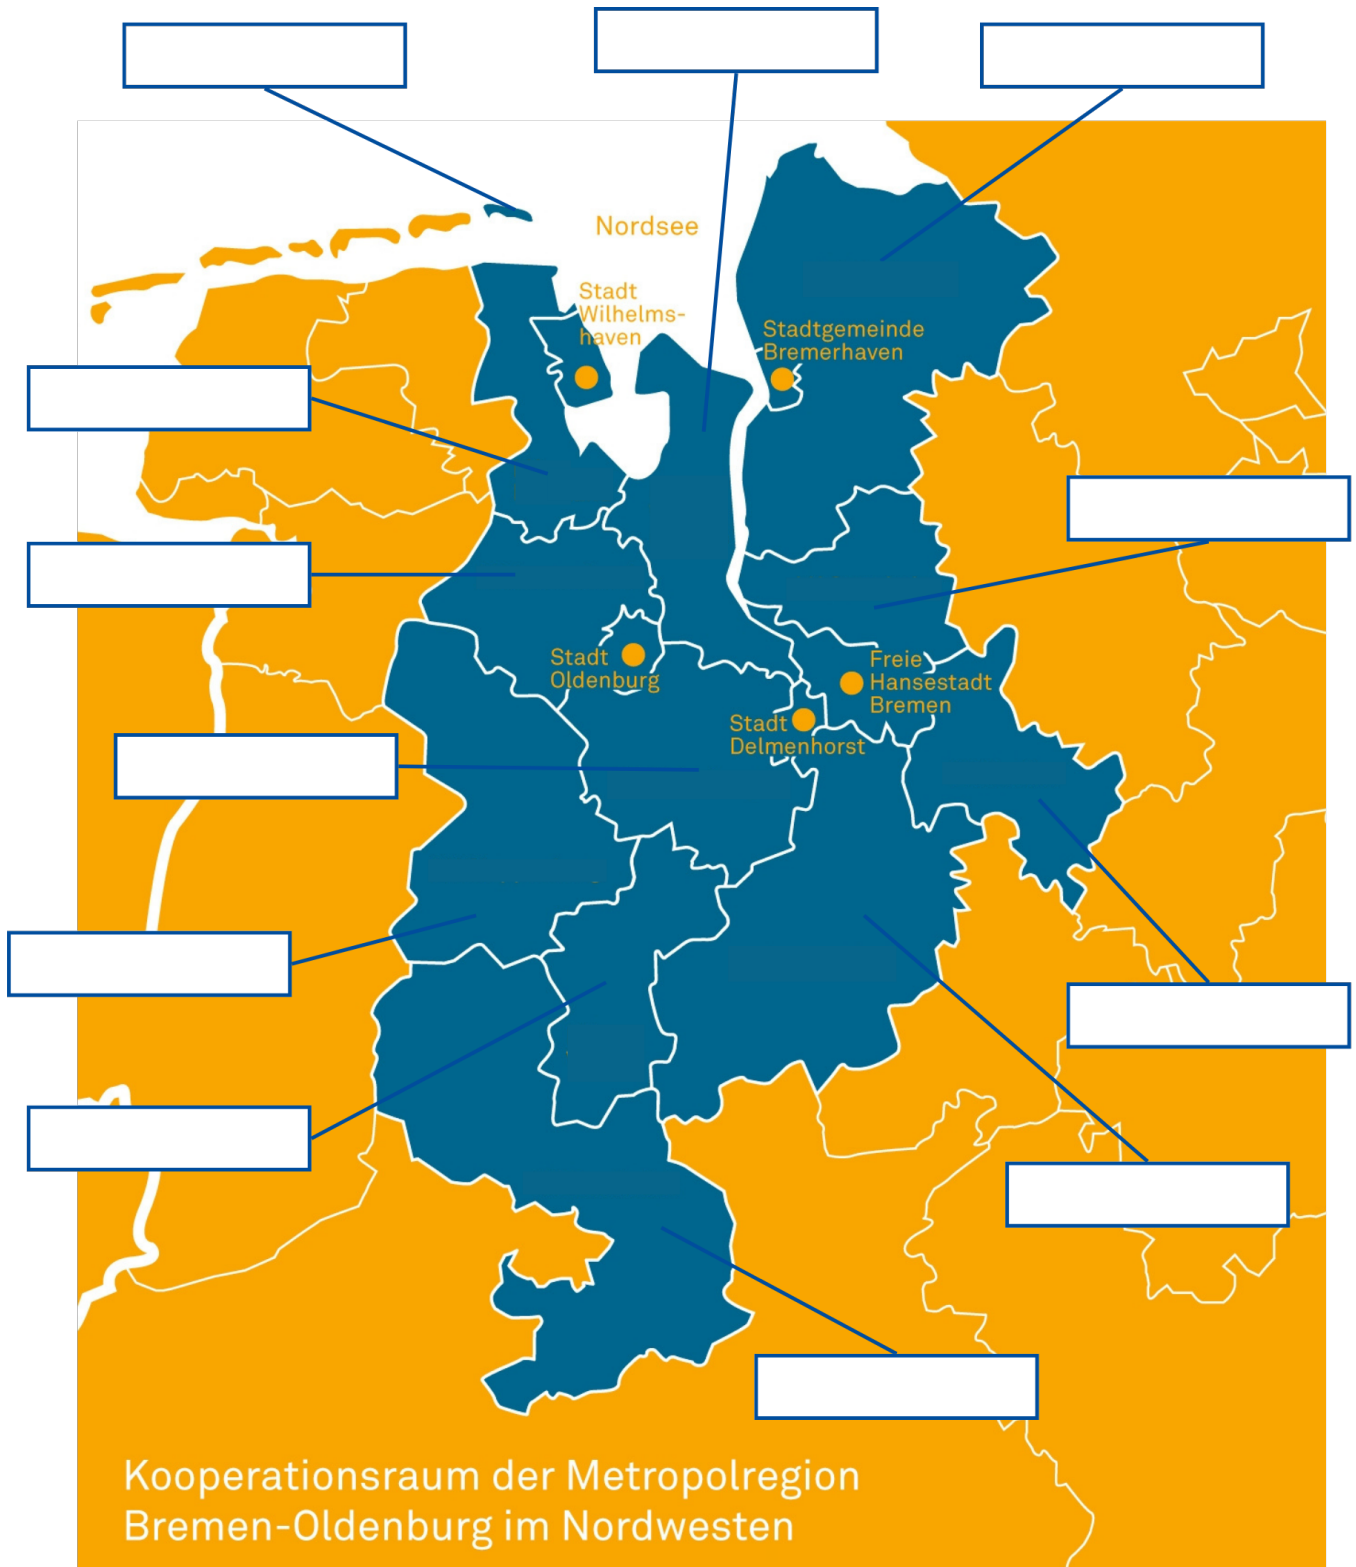 Nordsee
Stadt
Wilhelms-
haven
Stadtgemeinde
Bremerhaven
Stadt
Oldenburg
Freie
Hansestadt
Bremen
Stadt
Delmenhorst
Kooperationsraum der Metropolregion
Bremen-Oldenburg im Nordwesten